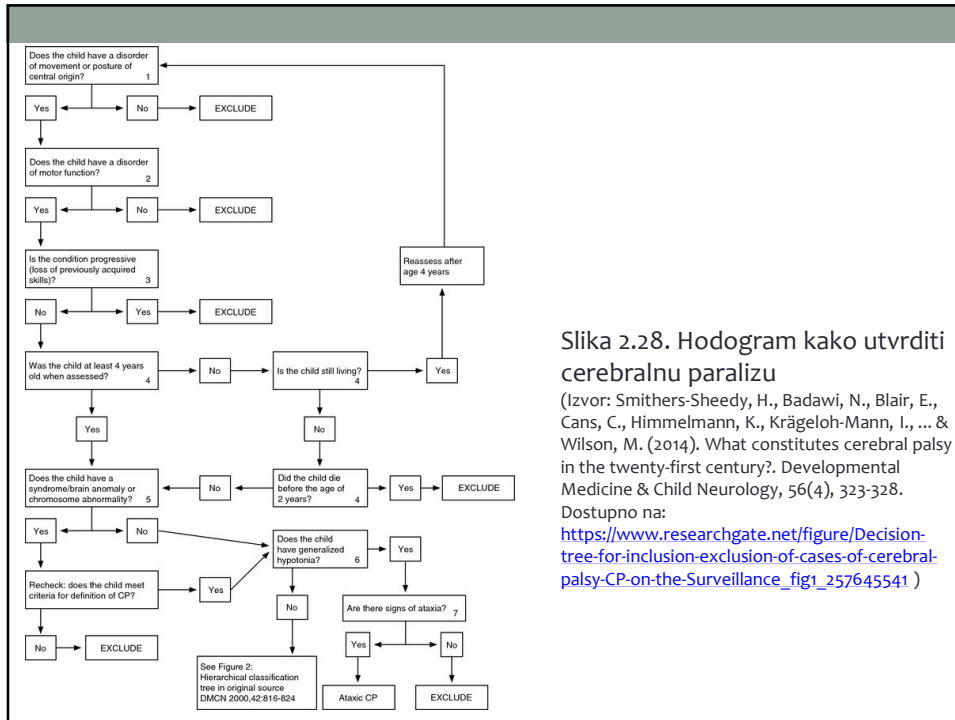 Does the child have a disorder
of movement or posture of
central origin?
1
Yes
No
EXCLUDE
Does the child have a disorder
of motor function?
2
Yes
No
EXCLUDE
Is the condition progressive
(loss of previously acquired
skills)?
3
Reassess after
age 4 years
No
Yes
EXCLUDE
Was the child at least 4 years
old when assessed?
4
No
Is the child still living?
4
Yes
Yes
No
Does the child have a
syndrome/brain anomaly or
chromosome abnormality?
5
No
Did the child die
before the age of
2 years?
4
Yes
EXCLUDE
Yes
No
Does the child
have generalized
hypotonia?
6
Yes
Recheck: does the child meet
criteria for definition of CP?
Yes
No
Are there signs of ataxia?
7
No
EXCLUDE
Yes
No
See Figure 2:
Hierarchical classification
tree in original source
DMCN 2000,42:816-824
Ataxic CP
EXCLUDE
Slika 2.28. Hodogram kako utvrditi
cerebralnu paralizu
(Izvor: Smithers-Sheedy, H., Badawi, N., Blair, E.,
Cans, C., Himmelmann, K., Krägeloh-Mann, I., ... &
Wilson, M. (2014). What constitutes cerebral palsy
in the twenty-first century?. Developmental
Medicine & Child Neurology, 56(4), 323-328.
Dostupno na:
https://www.researchgate.net/figure/Decision-
tree-for-inclusion-exclusion-of-cases-of-cerebral-
palsy-CP-on-the-Surveillance_fig1_257645541 )